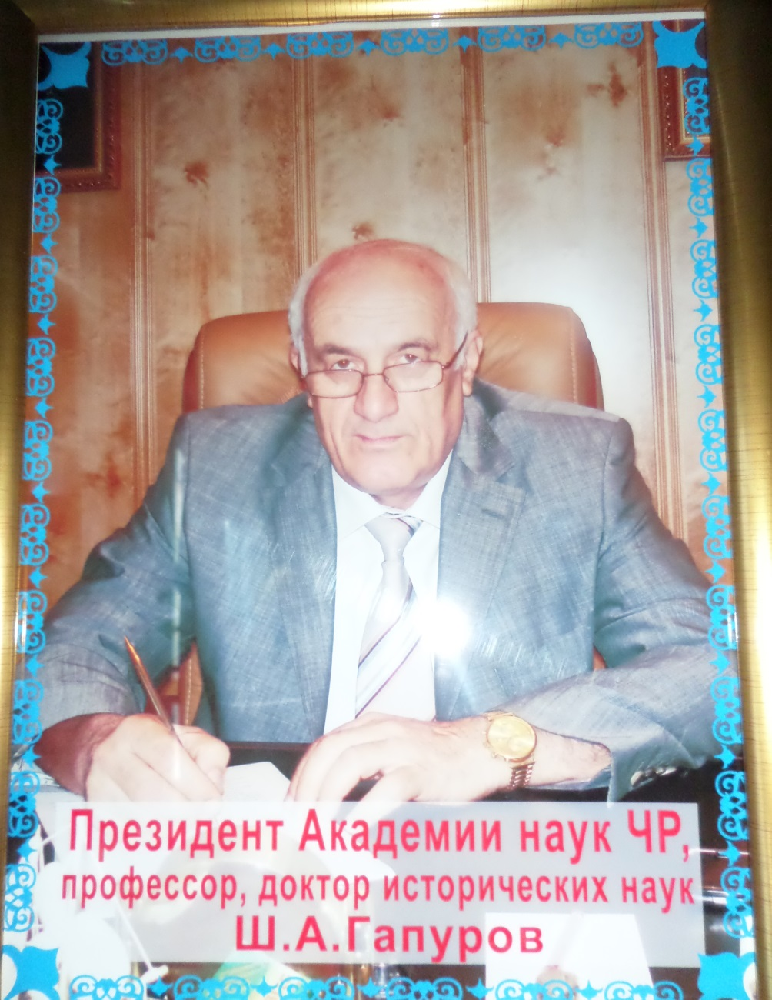 Президент Академии наук ЧР,
профессор, доктор исторических наук
Ш.А.Гапуров